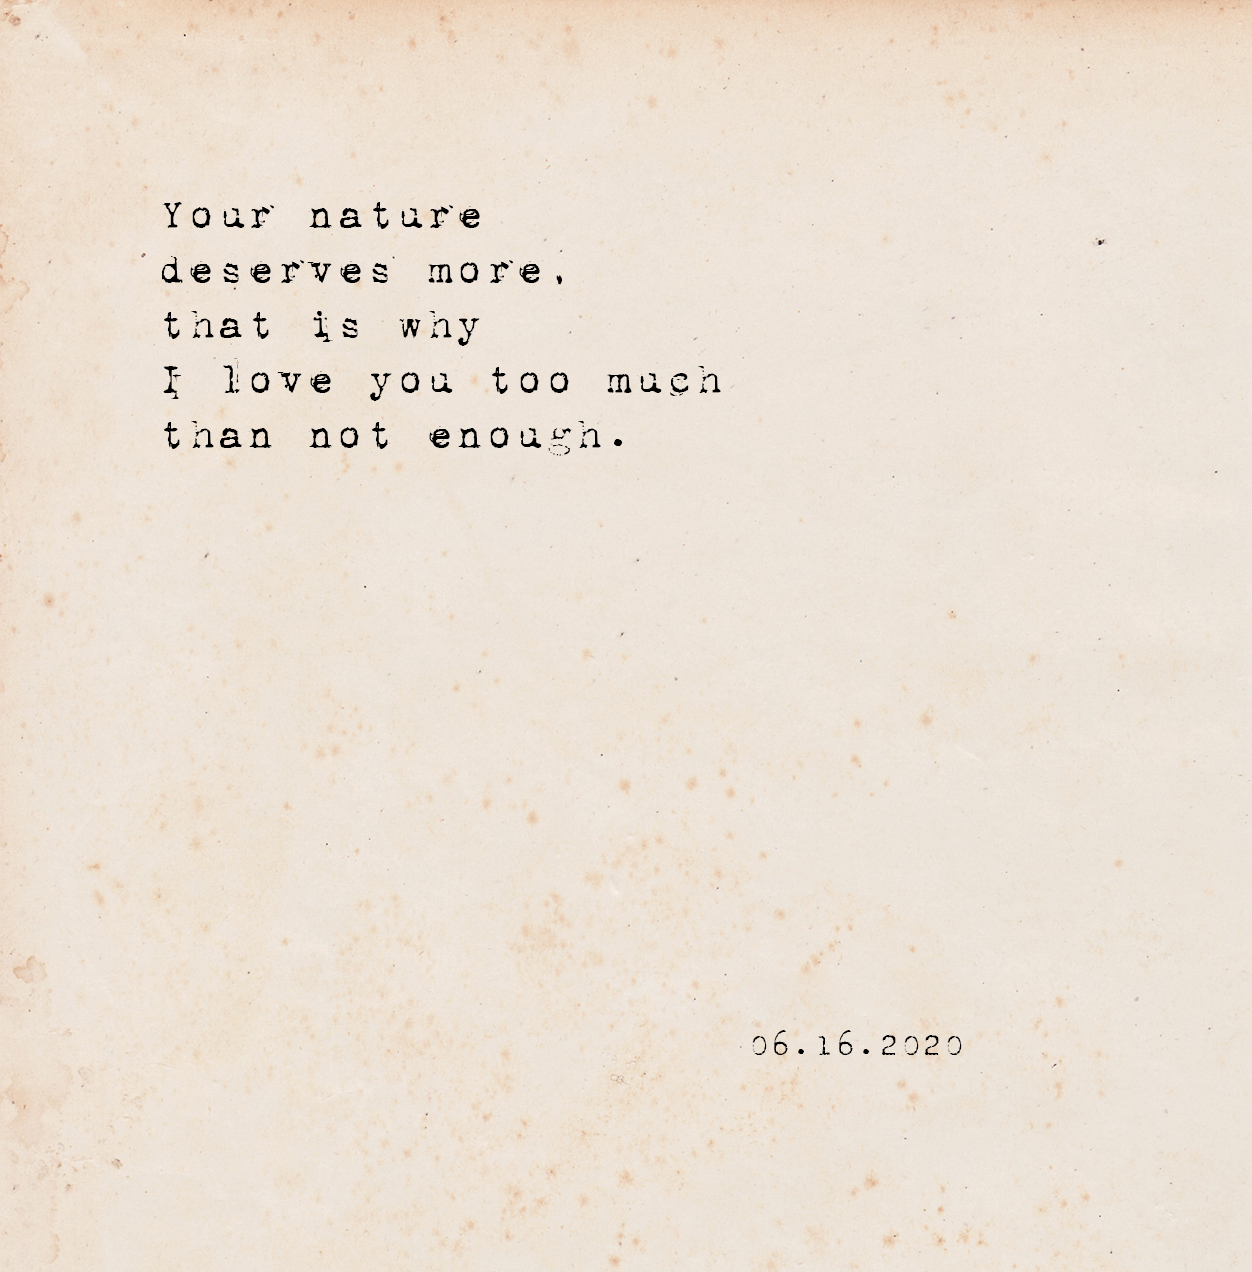 Your nature
deserves more,
that is why
I love you too much
than not enough.
06.16.2020